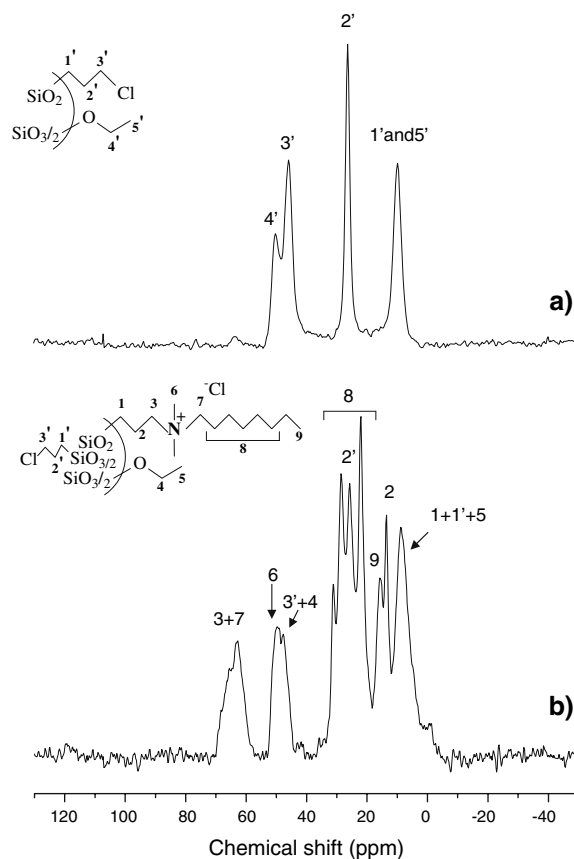 2'
1' 3'
2' Cl
SiO2
O 5'
SiO3/2
4'
3'
1'and5'
4'
a)
6 -Cl
1 3 7
8
2 N+ 9
3' 1' SiO2
Cl SiO3/2
2' SiO3/2 O 5
4
8
2'
2
1+1'+5
9
6
3'+4
3+7
b)
120 100 80 60 40 20 0 -20 -40
Chemical shift (ppm)